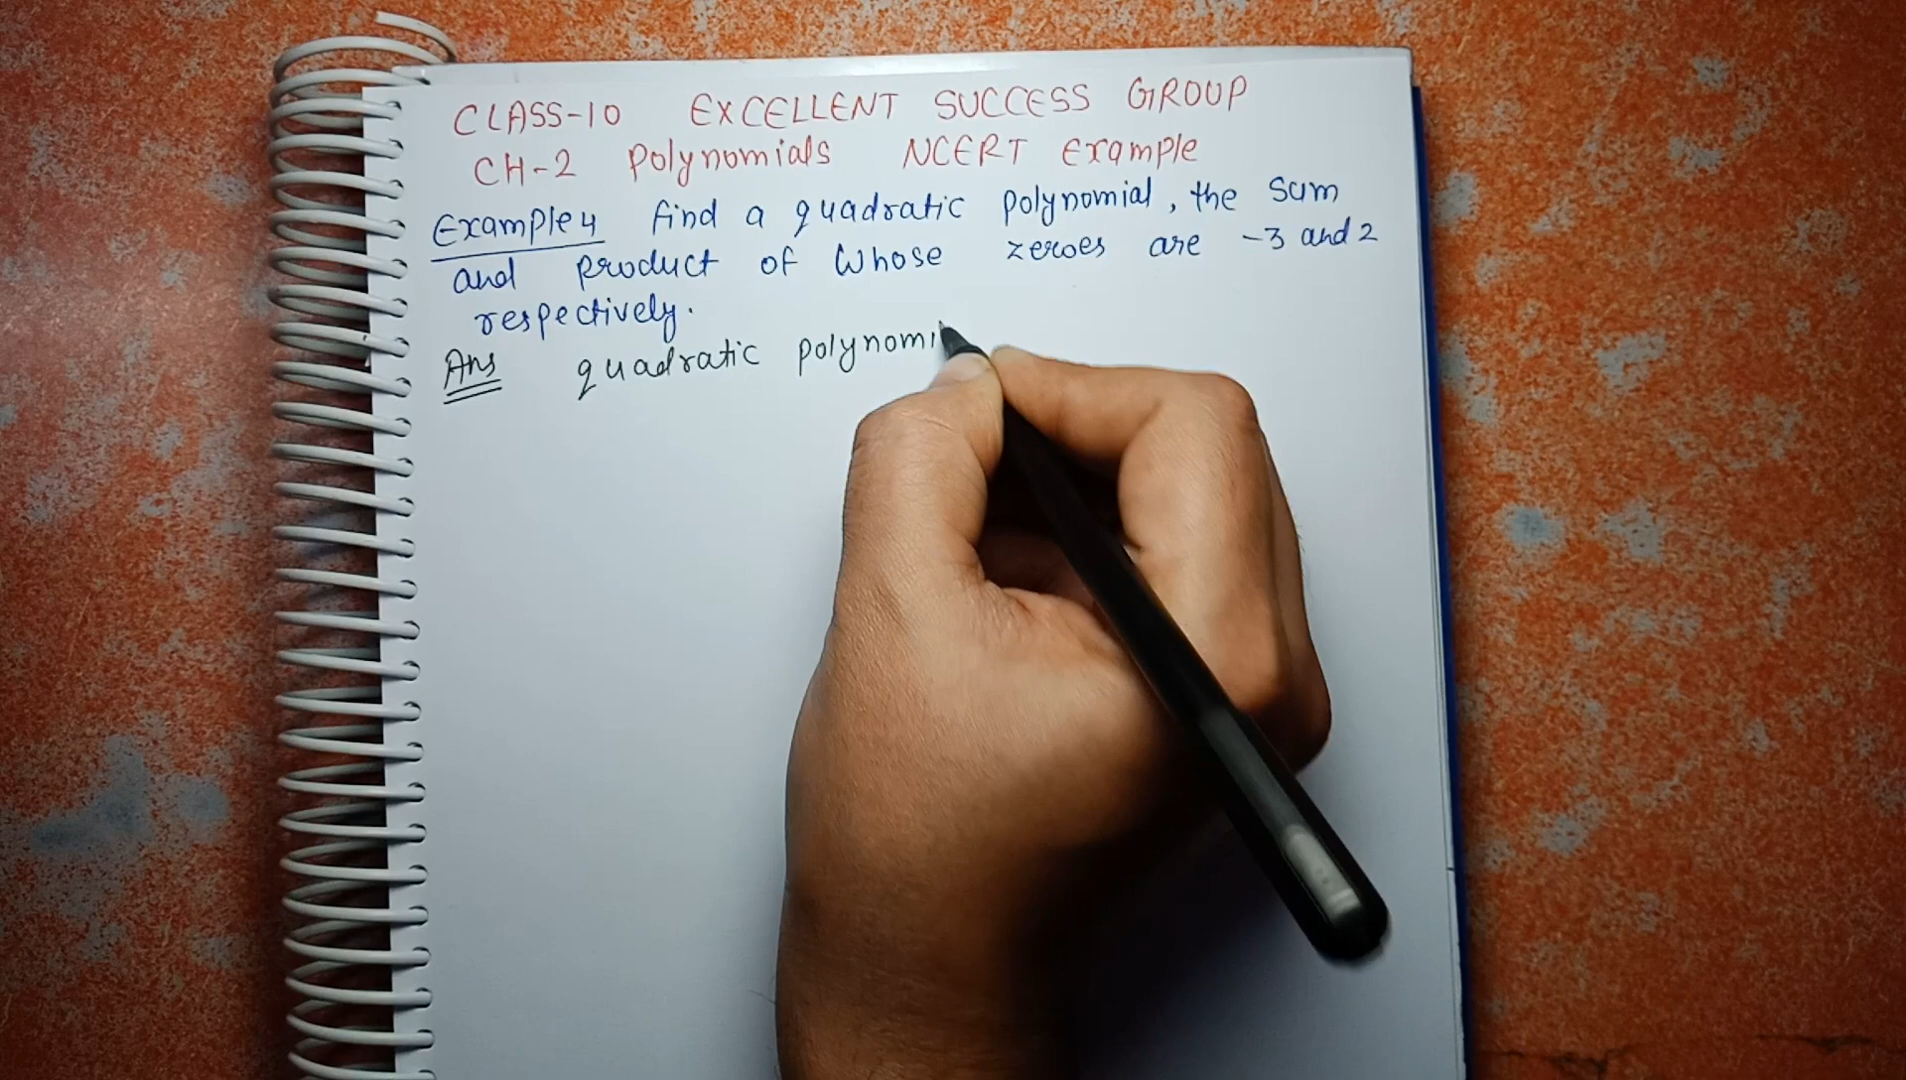 CLASS-10 EXCELLENT SUCCESS GROUP
CH-2 Polynomials NCERT Example
Example 4 find a quadratic polynomial, the sum
and product of whose zeroes are -3 and 2
respectively.
Ans quadratic polynomi